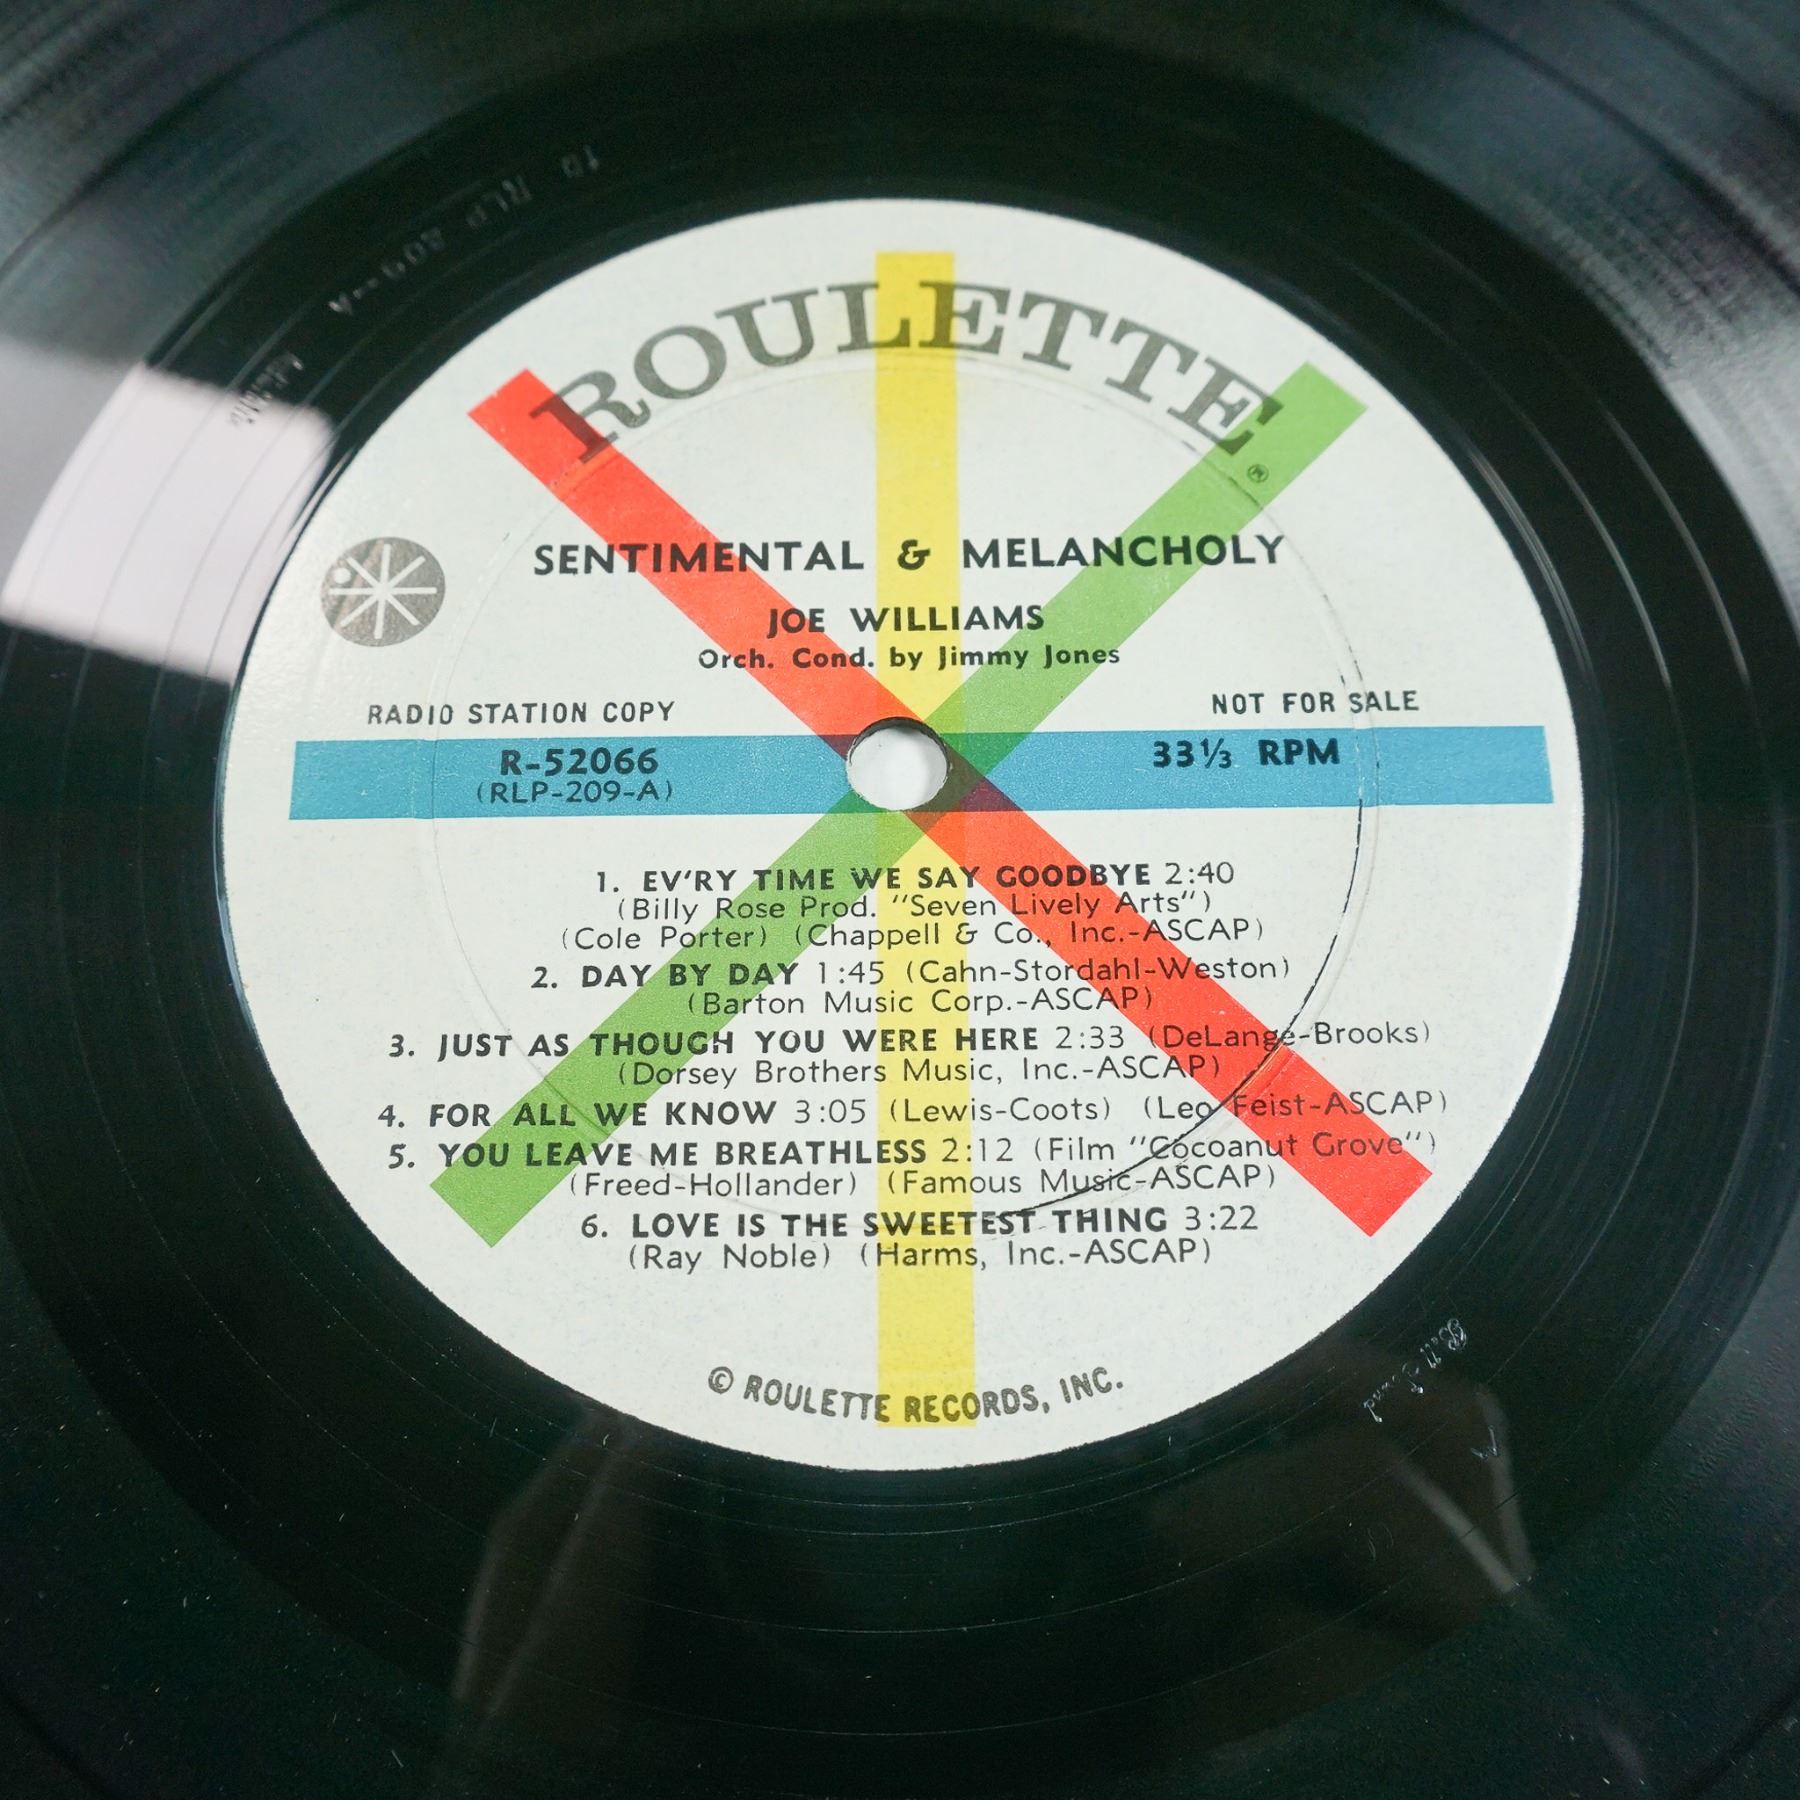 ROULETTE
®
SENTIMENTAL & MELANCHOLY
JOE WILLIAMS
Orch. Cond. by Jimmy Jones
RADIO STATION COPY
NOT FOR SALE
R-52066
33⅓ RPM
(RLP-209-A)
1. EV'RY TIME WE SAY GOODBYE 2:40
(Billy Rose Prod. "Seven Lively Arts")
(Cole Porter) (Chappell & Co., Inc.-ASCAP)
2. DAY BY DAY 1:45 (Cahn-Stordahl-Weston)
(Barton Music Corp.-ASCAP)
3. JUST AS THOUGH YOU WERE HERE 2:33 (DeLange-Brooks)
(Dorsey Brothers Music, Inc.-ASCAP)
4. FOR ALL WE KNOW 3:05 (Lewis-Coots) (Leo Feist-ASCAP)
5. YOU LEAVE ME BREATHLESS 2:12 (Film "Cocoanut Grove")
(Freed-Hollander) (Famous Music-ASCAP)
6. LOVE IS THE SWEETEST THING 3:22
(Ray Noble) (Harms, Inc.-ASCAP)
© ROULETTE RECORDS, INC.